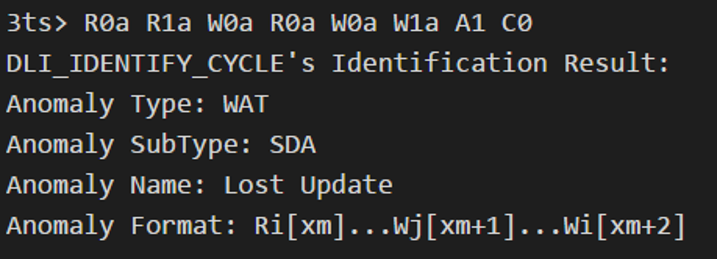 3ts> R0a R1a W0a R0a W0a W1a A1 C0
DLI_IDENTIFY_CYCLE's Identification Result:
Anomaly Type: WAT
Anomaly SubType: SDA
Anomaly Name: Lost Update
Anomaly Format: Ri[xm]...Wj[xm+1]...Wi[xm+2]